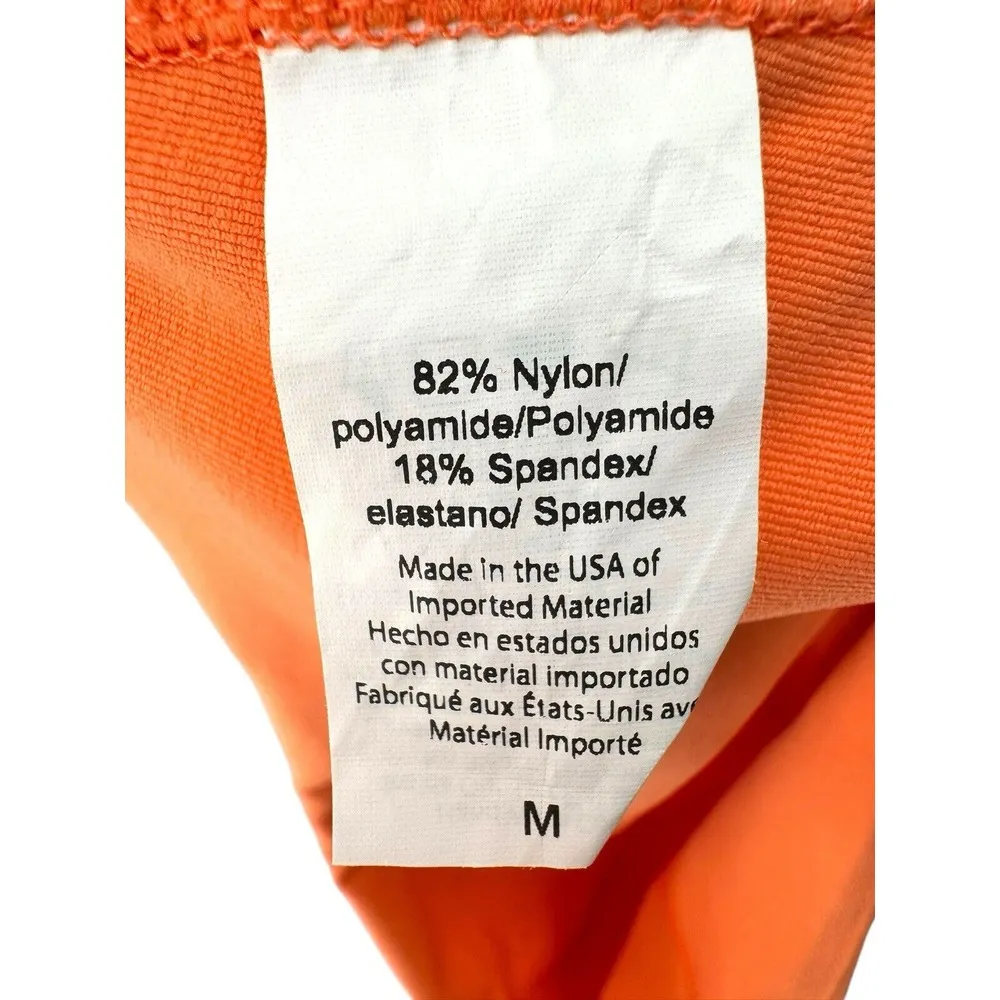 82% Nylon/
polyamide/Polyamide
18% Spandex/
elastano/ Spandex
Made in the USA of
Imported Material
Hecho en estados unidos
con material importado
Fabriqué aux États-Unis
Matérial Importé
M